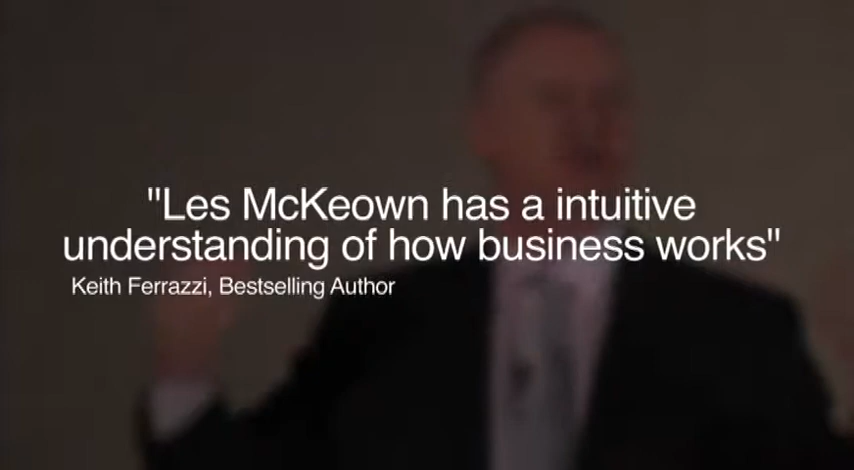 "Les McKeown has a intuitive
understanding of how business works"
Keith Ferrazzi, Bestselling Author